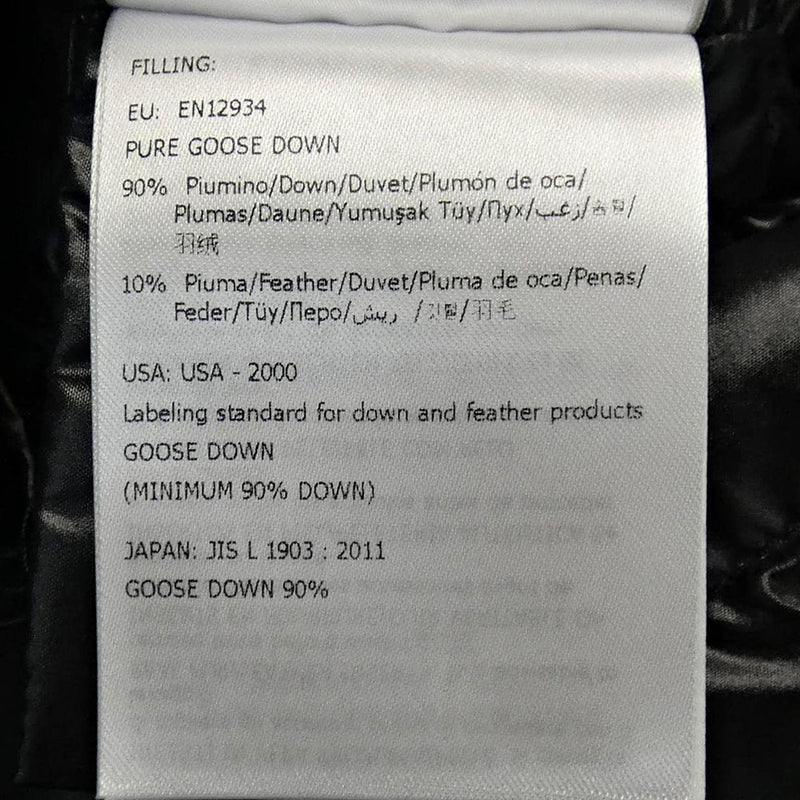 FILLING:
EU: EN12934
PURE GOOSE DOWN
90% Piumino/Down/Duvet/Plumón de oca/
Plumas/Daune/Yumuşak Tüy/Пух/زغب/솜털/
羽绒
10% Piuma/Feather/Duvet/Pluma de oca/Penas/
Feder/Tüy/Перо/ريش /깃털/羽毛
USA: USA - 2000
Labeling standard for down and feather products
GOOSE DOWN
(MINIMUM 90% DOWN)
JAPAN: JIS L 1903 : 2011
GOOSE DOWN 90%